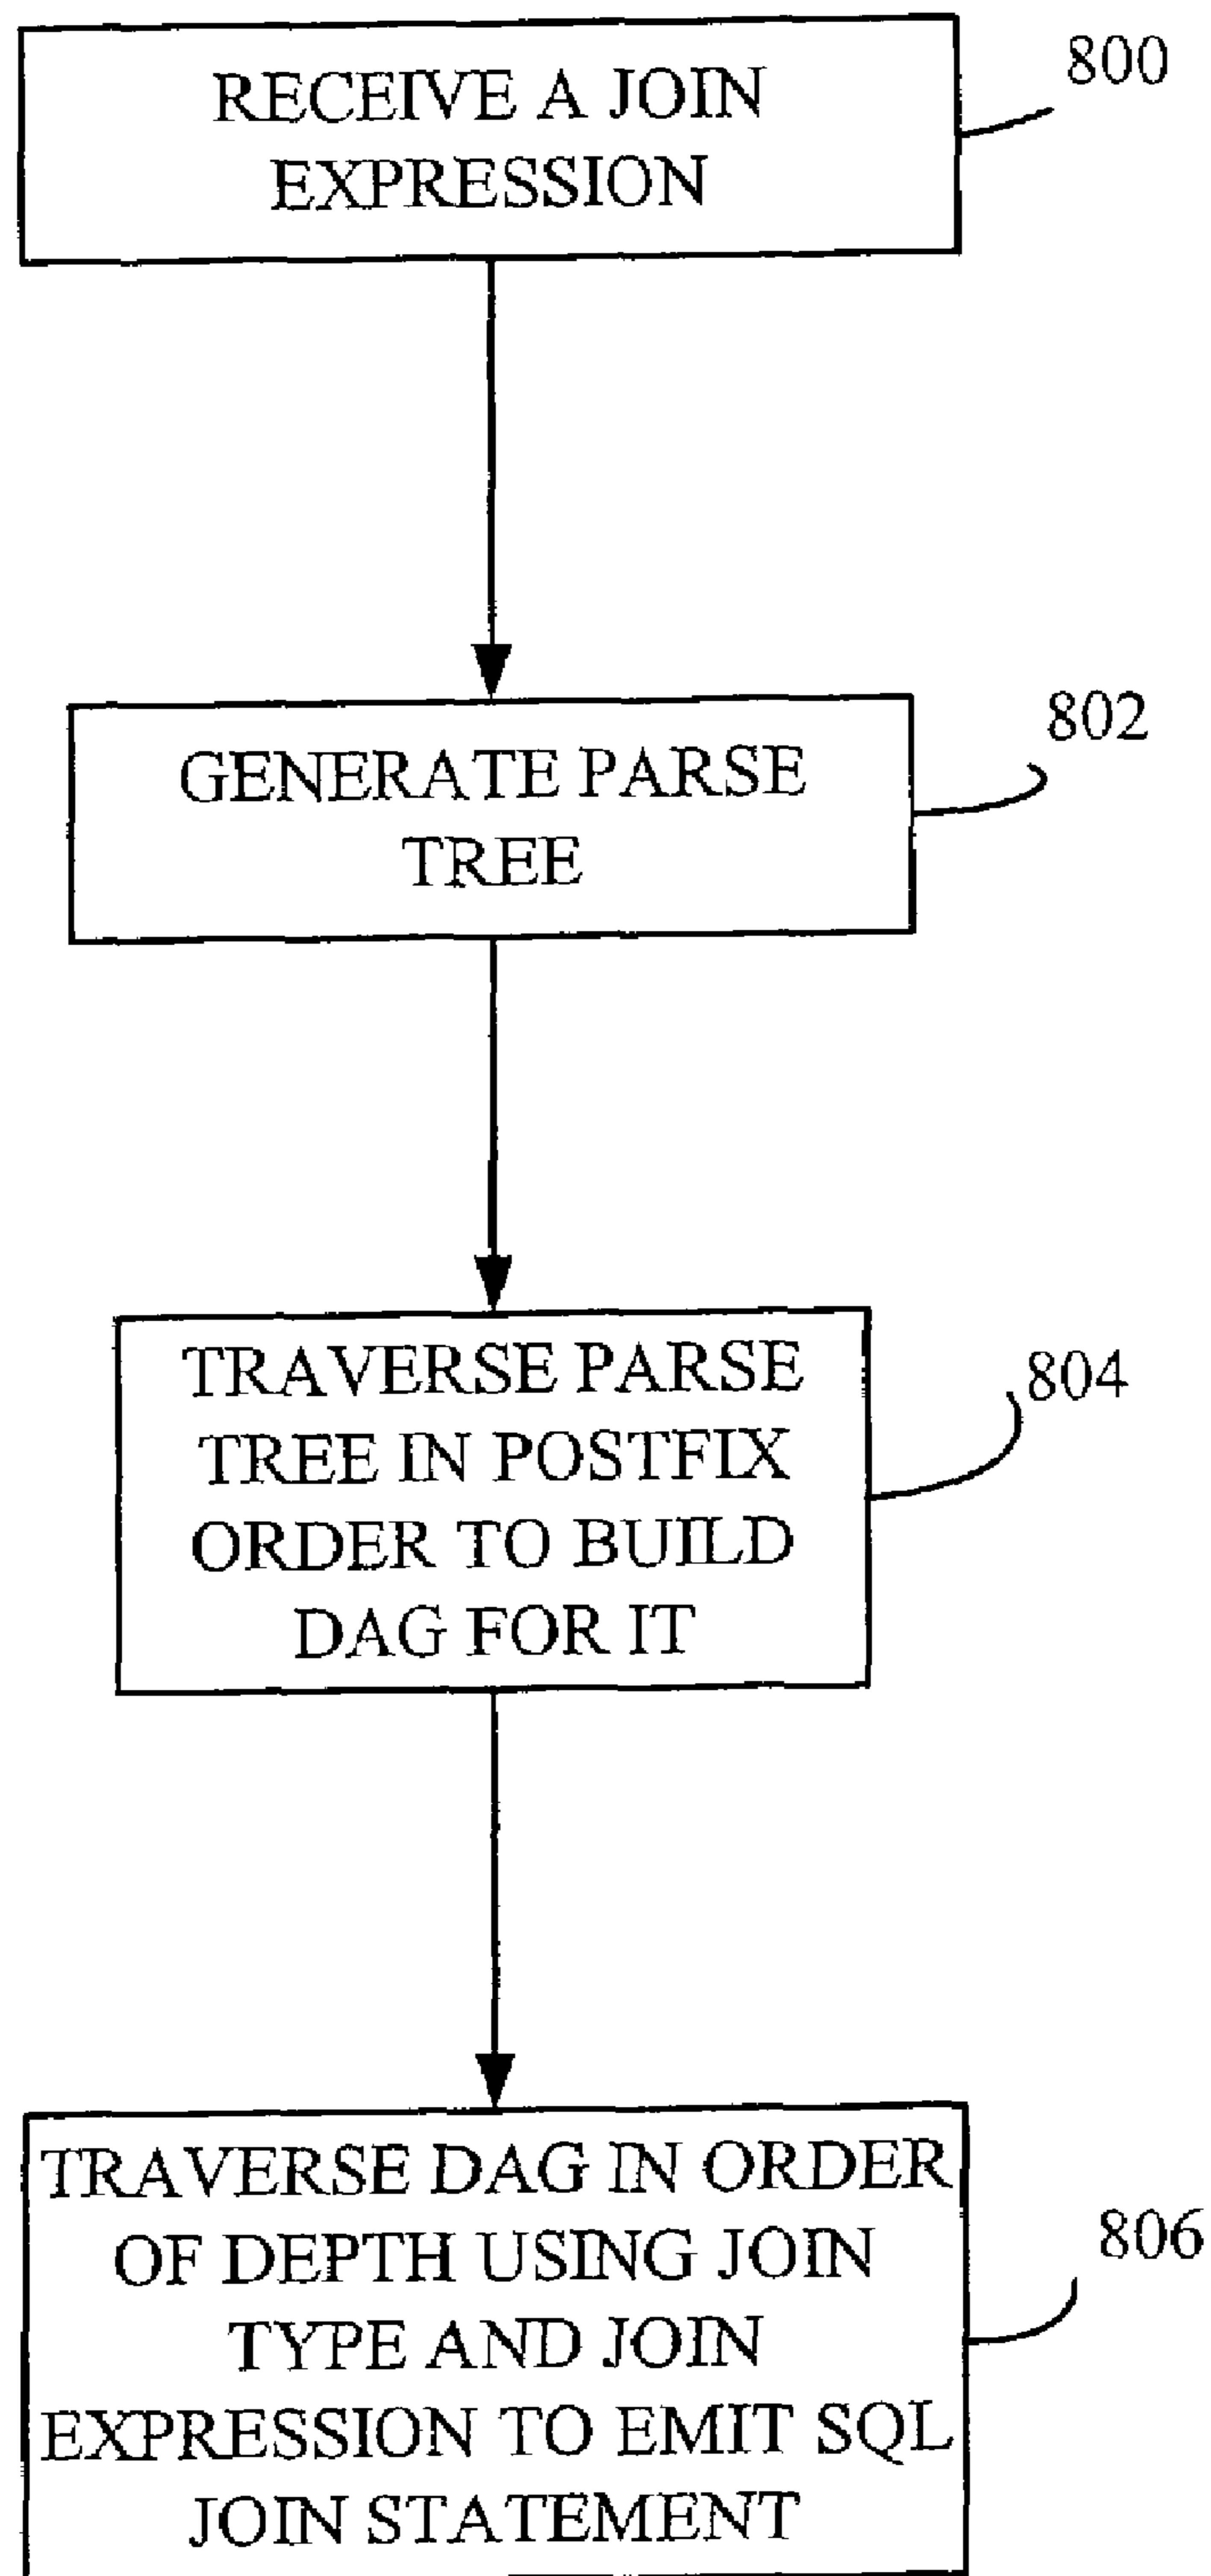 RECEIVE A JOIN
EXPRESSION
800
GENERATE PARSE
TREE
802
TRAVERSE PARSE
TREE IN POSTFIX
ORDER TO BUILD
DAG FOR IT
804
TRAVERSE DAG IN ORDER
OF DEPTH USING JOIN
TYPE AND JOIN
EXPRESSION TO EMIT SQL
JOIN STATEMENT
806